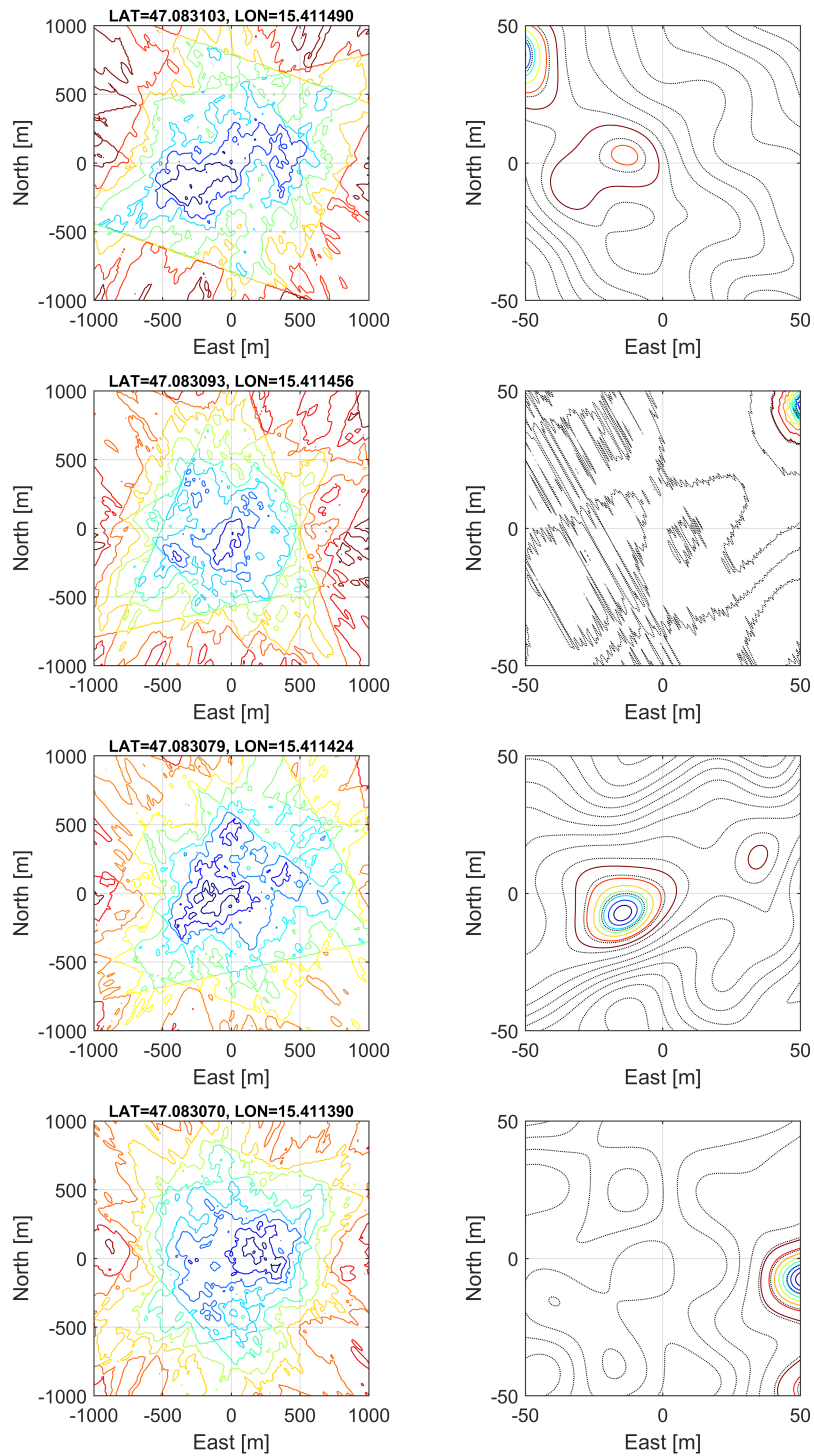 LAT=47.083103, LON=15.411490
1000
500
0
-500
-1000
North [m]
-1000 -500 0 500 1000
East [m]
50
0
-50
North [m]
-50 0 50
East [m]
LAT=47.083093, LON=15.411456
1000
500
0
-500
-1000
North [m]
-1000 -500 0 500 1000
East [m]
50
0
-50
North [m]
-50 0 50
East [m]
LAT=47.083079, LON=15.411424
1000
500
0
-500
-1000
North [m]
-1000 -500 0 500 1000
East [m]
50
0
-50
North [m]
-50 0 50
East [m]
LAT=47.083070, LON=15.411390
1000
500
0
-500
-1000
North [m]
-1000 -500 0 500 1000
East [m]
50
0
-50
North [m]
-50 0 50
East [m]